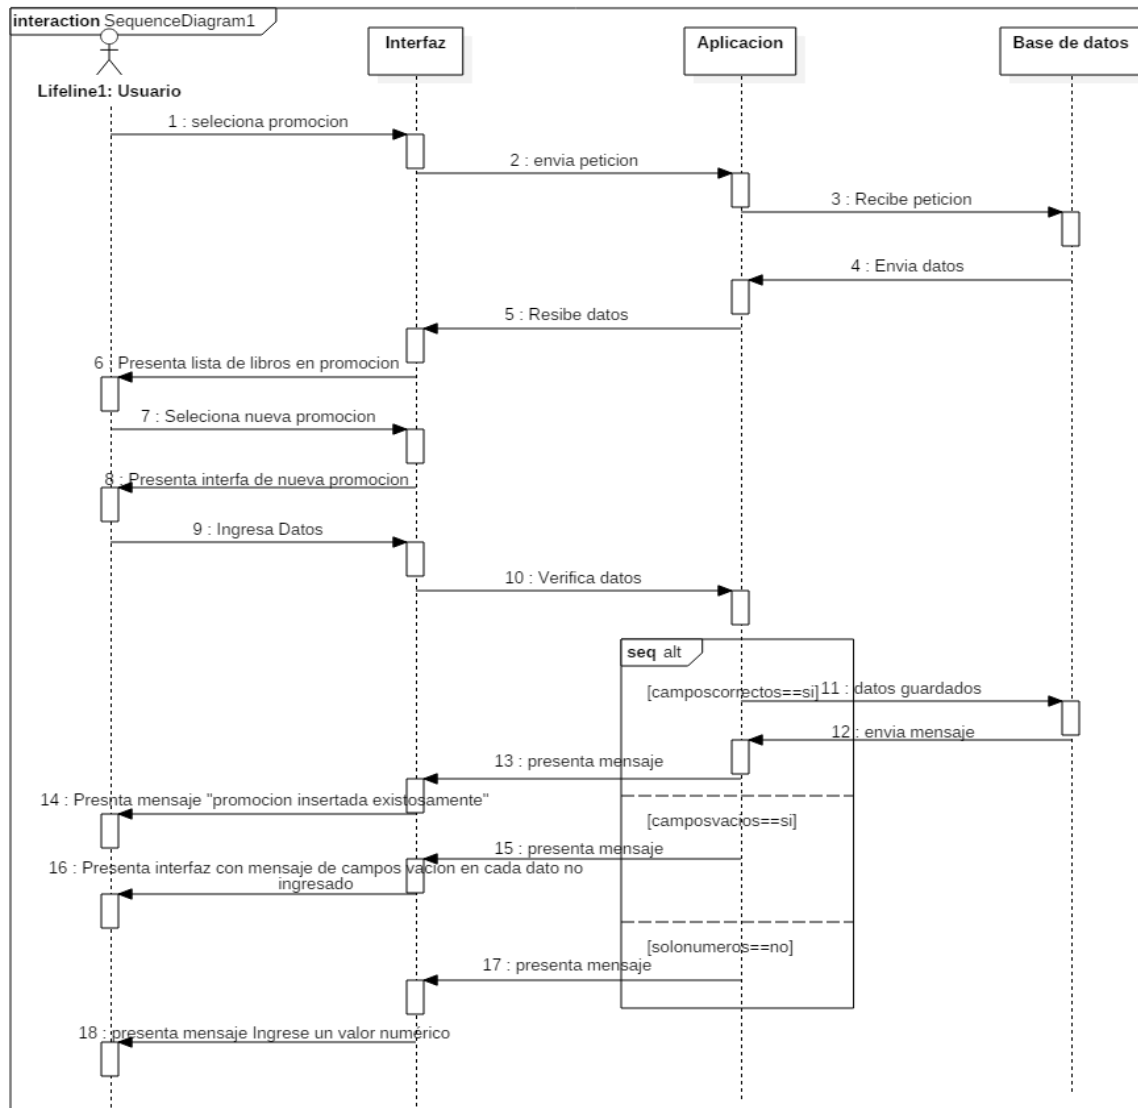 interaction SequenceDiagram1
Interfaz
Aplicacion
Base de datos
Lifeline1: Usuario
1 : seleciona promocion
2 : envia peticion
3 : Recibe peticion
4 : Envia datos
5 : Resibe datos
6 : Presenta lista de libros en promocion
7 : Seleciona nueva promocion
8 : Presenta interfa de nueva promocion
9 : Ingresa Datos
10 : Verifica datos
seq alt
[camposcorrectos==si]
11 : datos guardados
12 : envia mensaje
13 : presenta mensaje
14 : Presnta mensaje "promocion insertada existosamente"
[camposvacios==si]
15 : presenta mensaje
16 : Presenta interfaz con mensaje de campos vacion en cada dato no
ingresado
[solonumeros==no]
17 : presenta mensaje
18 : presenta mensaje Ingrese un valor numérico